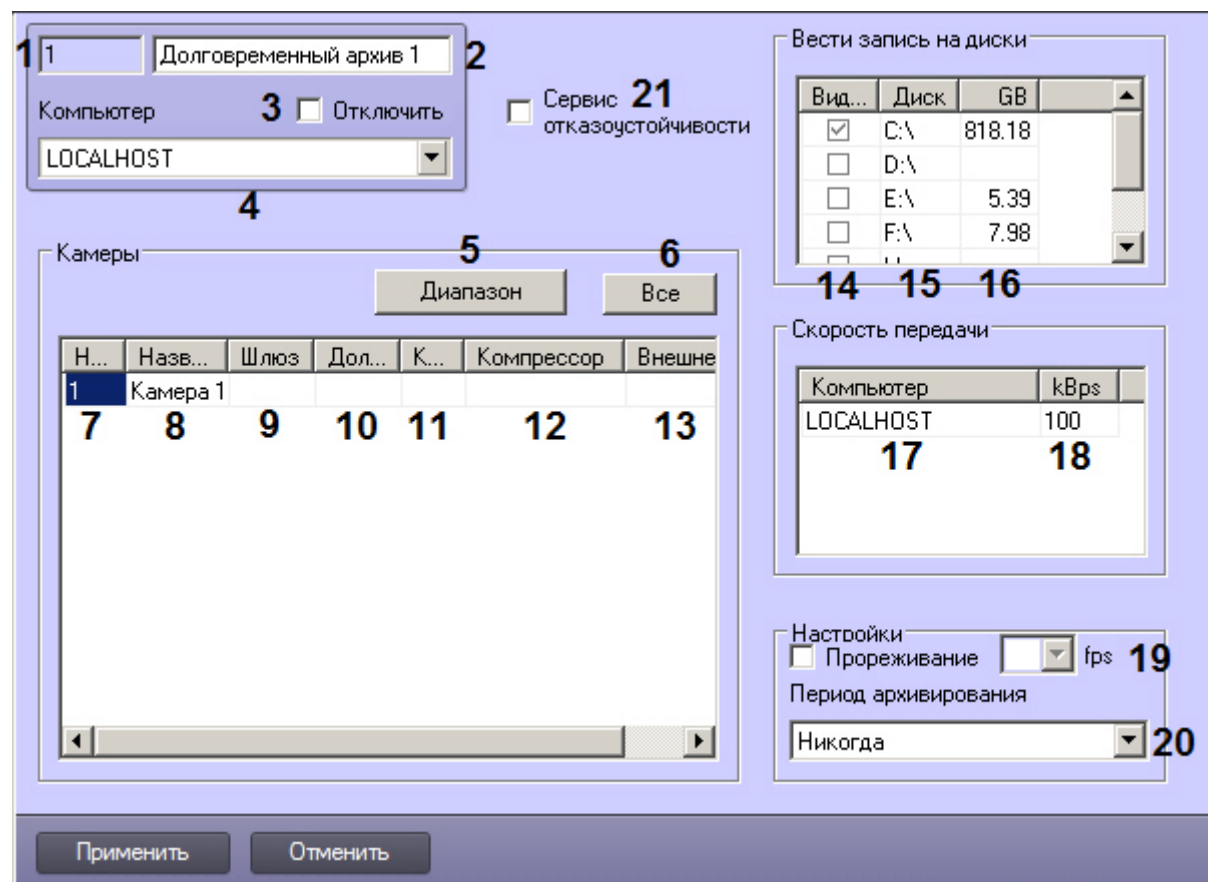 1 1 Долговременный архив 1 2
Компьютер 3 Отключить
LOCALHOST
4
Сервис 21
отказоустойчивости
Камеры
5 6
Диапазон Все
Н... Назв... Шлюз Дол... К... Компрессор Внешне
1 Камера 1
7 8 9 10 11 12 13
Вести запись на диски
Вид... Диск GB
C:\ 818.18
D:\
E:\ 5.39
F:\ 7.98
14 15 16
Скорость передачи
Компьютер kBps
LOCALHOST 100
17 18
Настройки
Прореживание fps 19
Период архивирования
Никогда 20
Применить Отменить